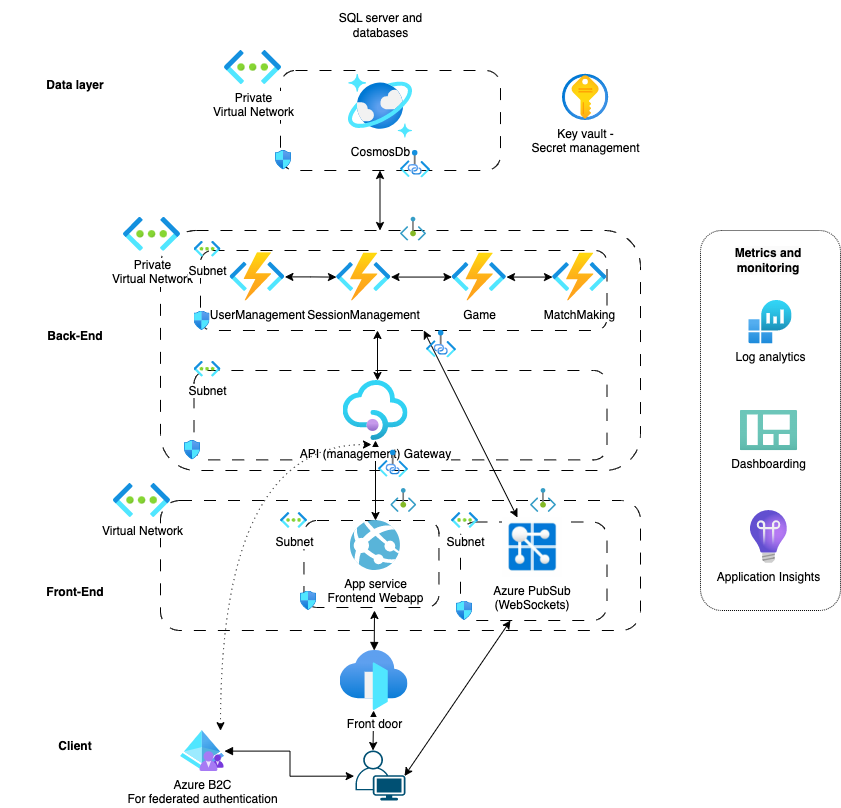 SQL server and
databases
Data layer
Private
Virtual Network
CosmosDb
Key vault -
Secret management
Private
Virtual Network
Subnet
UserManagement
SessionManagement
Game
MatchMaking
Back-End
Subnet
API (management) Gateway
Metrics and
monitoring
Log analytics
Dashboarding
Application Insights
Virtual Network
Subnet
App service
Frontend Webapp
Subnet
Azure PubSub
(WebSockets)
Front-End
Front door
Client
Azure B2C
For federated authentication